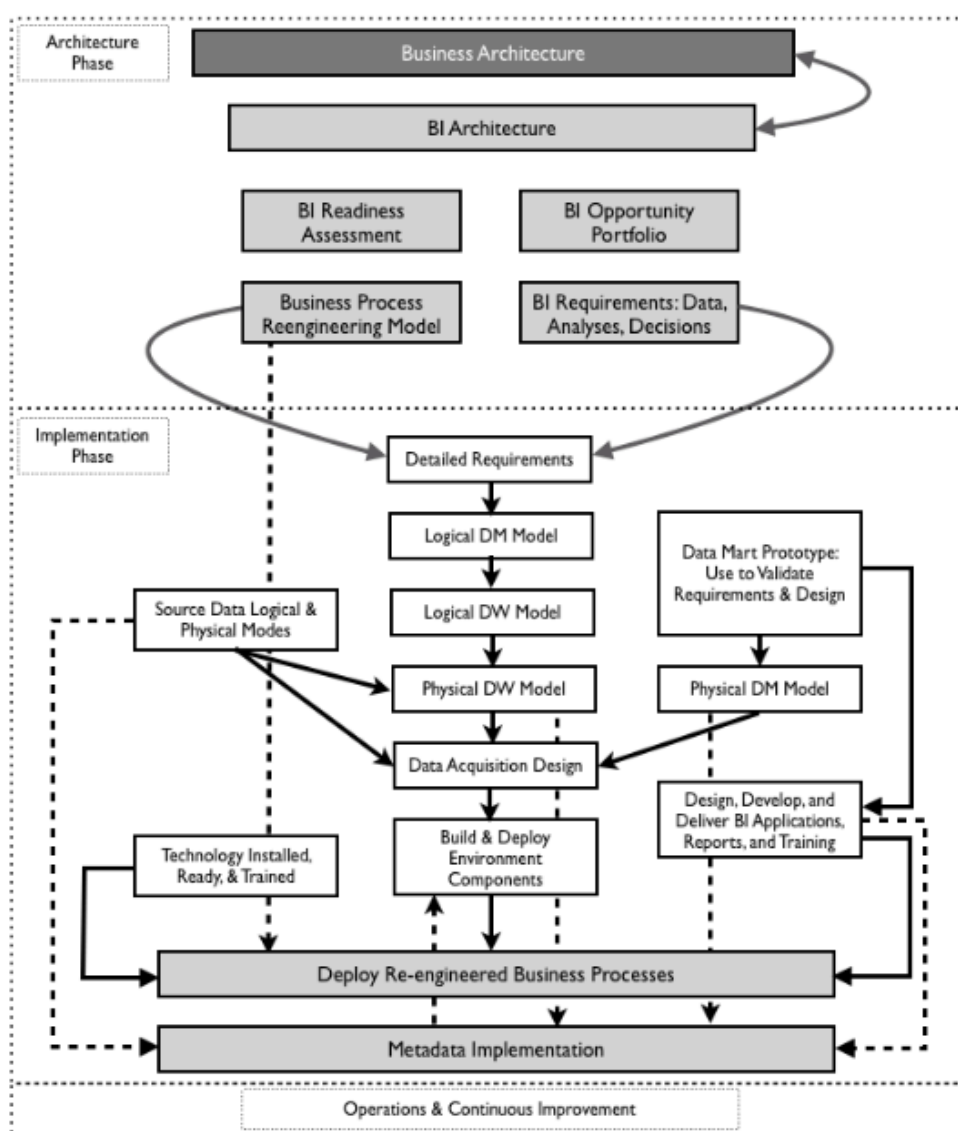 Architecture
Phase
Business Architecture
BI Architecture
BI Readiness
Assessment
BI Opportunity
Portfolio
Business Process
Reengineering Model
BI Requirements: Data,
Analyses, Decisions
Implementation
Phase
Detailed Requirements
Logical DM Model
Data Mart Prototype:
Use to Validate
Requirements & Design
Source Data Logical &
Physical Modes
Logical DW Model
Physical DW Model
Physical DM Model
Data Acquisition Design
Design, Develop, and
Deliver BI Applications,
Reports, and Training
Technology Installed,
Ready, & Trained
Build & Deploy
Environment
Components
Deploy Re-engineered Business Processes
Metadata Implementation
Operations & Continuous Improvement